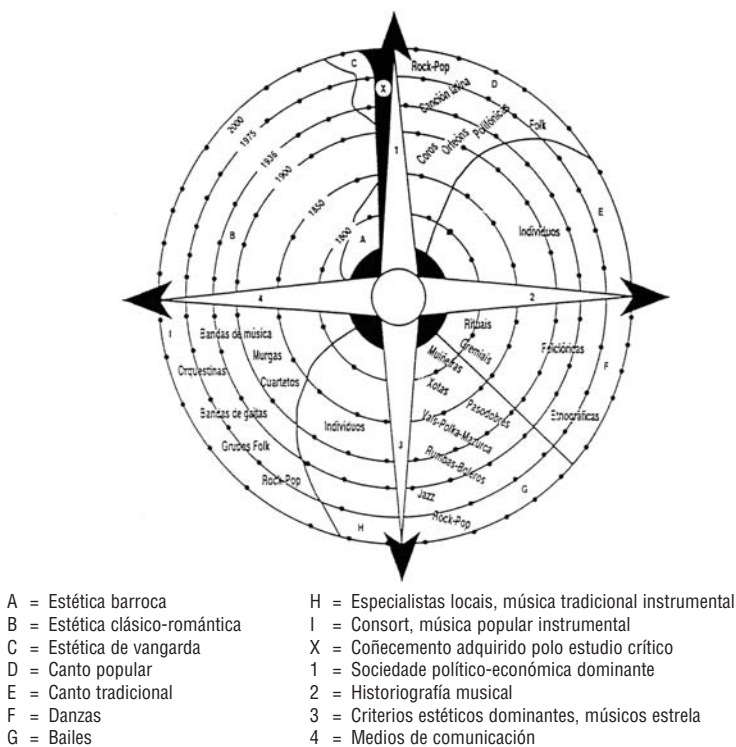 C
Rock-Pop
D
X
Canción latina
2000
1975
1936
1900
1850
1800
Coros
Orfeóns
Polifónicas
Folk
1
E
B
A
Individuos
4
2
I
Bandas de música
Murgas
Cuartetos
Orquestinas
Bandas de gaitas
Grupos Folk
Rock-Pop
Individuos
H
3
Rituais
Gremiais
Folclóricas
Etnográficas
F
Muiñeiras
Xotas
Pasodobres
Vals-Polka-Mazurca
Rumbas-Boleros
Jazz
Rock-Pop
G
A = Estética barroca
B = Estética clásico-romántica
C = Estética de vangarda
D = Canto popular
E = Canto tradicional
F = Danzas
G = Bailes
H = Especialistas locais, música tradicional instrumental
I = Consort, música popular instrumental
X = Coñecemento adquirido polo estudio crítico
1 = Sociedade político-económica dominante
2 = Historiografía musical
3 = Criterios estéticos dominantes, músicos estrela
4 = Medios de comunicación